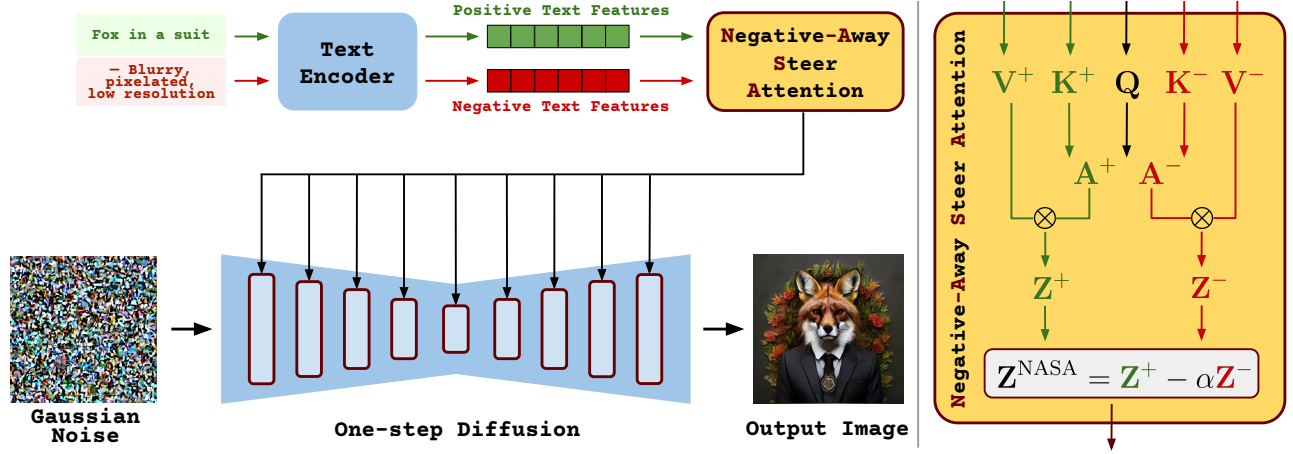 Fox in a suit
— Blurry,
pixelated,
low resolution
Text
Encoder
Positive Text Features
Negative Text Features
Negative-Away
Steer
Attention
Gaussian
Noise
One-step Diffusion
Output Image
Negative-Away Steer Attention
V⁺ K⁺ Q K⁻ V⁻
A⁺ A⁻
Z⁺ Z⁻
Z^NASA = Z⁺ − αZ⁻